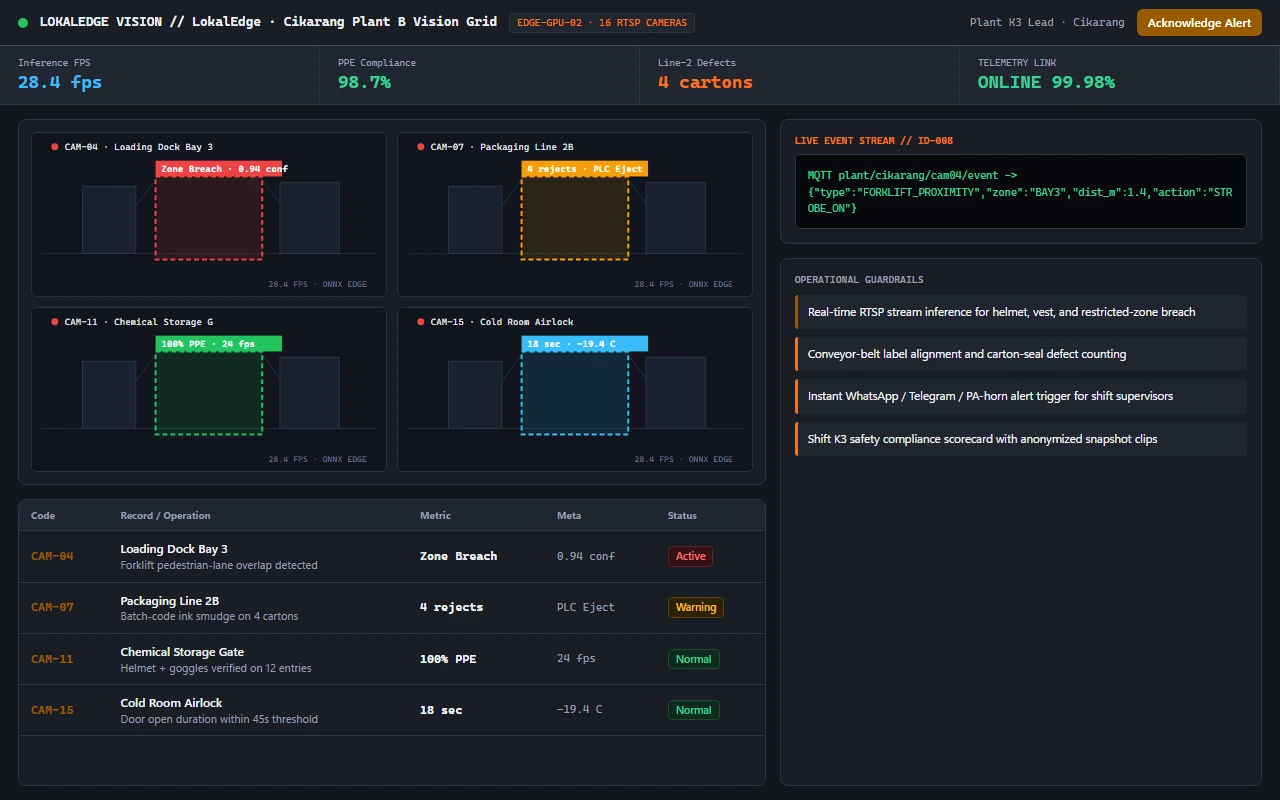 LOKALEDGE VISION // LokalEdge · Cikarang Plant B Vision Grid
EDGE-GPU-02 · 16 RTSP CAMERAS
Plant K3 Lead · Cikarang
Acknowledge Alert
Inference FPS
28.4 fps
PPE Compliance
98.7%
Line-2 Defects
4 cartons
TELEMETRY LINK
ONLINE 99.98%
CAM-04 · Loading Dock Bay 3
Zone Breach · 0.94 conf
28.4 FPS · ONNX EDGE
CAM-07 · Packaging Line 2B
4 rejects · PLC Eject
28.4 FPS · ONNX EDGE
CAM-11 · Chemical Storage G
100% PPE · 24 fps
28.4 FPS · ONNX EDGE
CAM-15 · Cold Room Airlock
18 sec · -19.4 C
28.4 FPS · ONNX EDGE
Code Record / Operation Metric Meta Status
CAM-04 Loading Dock Bay 3 Zone Breach 0.94 conf Active
Forklift pedestrian-lane overlap detected
CAM-07 Packaging Line 2B 4 rejects PLC Eject Warning
Batch-code ink smudge on 4 cartons
CAM-11 Chemical Storage Gate 100% PPE 24 fps Normal
Helmet + goggles verified on 12 entries
CAM-15 Cold Room Airlock 18 sec -19.4 C Normal
Door open duration within 45s threshold
LIVE EVENT STREAM // ID-008
MQTT plant/cikarang/cam04/event ->
{"type":"FORKLIFT_PROXIMITY","zone":"BAY3","dist_m":1.4,"action":"STR
OBE_ON"}
OPERATIONAL GUARDRAILS
Real-time RTSP stream inference for helmet, vest, and restricted-zone breach
Conveyor-belt label alignment and carton-seal defect counting
Instant WhatsApp / Telegram / PA-horn alert trigger for shift supervisors
Shift K3 safety compliance scorecard with anonymized snapshot clips